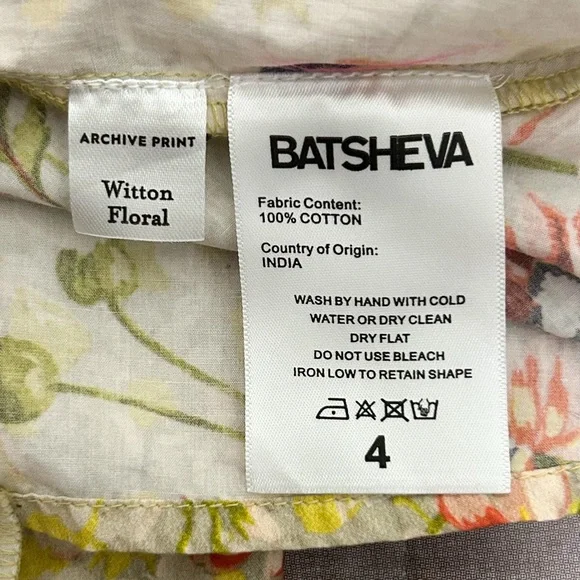 ARCHIVE PRINT
Witton
Floral
BATSHEVA
Fabric Content:
100% COTTON
Country of Origin:
INDIA
WASH BY HAND WITH COLD
WATER OR DRY CLEAN
DRY FLAT
DO NOT USE BLEACH
IRON LOW TO RETAIN SHAPE
4